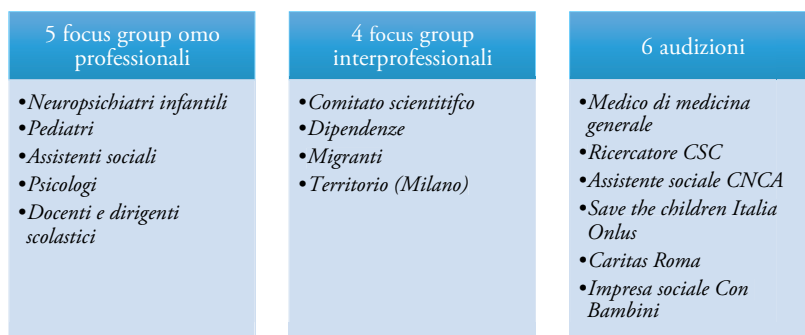 5 focus group omo
professionali
•Neuropsichiatri infantili
•Pediatri
•Assistenti sociali
•Psicologi
•Docenti e dirigenti
scolastici
4 focus group
interprofessionali
•Comitato scientitifco
•Dipendenze
•Migranti
•Territorio (Milano)
6 audizioni
•Medico di medicina
generale
•Ricercatore CSC
•Assistente sociale CNCA
•Save the children Italia
Onlus
•Caritas Roma
•Impresa sociale Con
Bambini